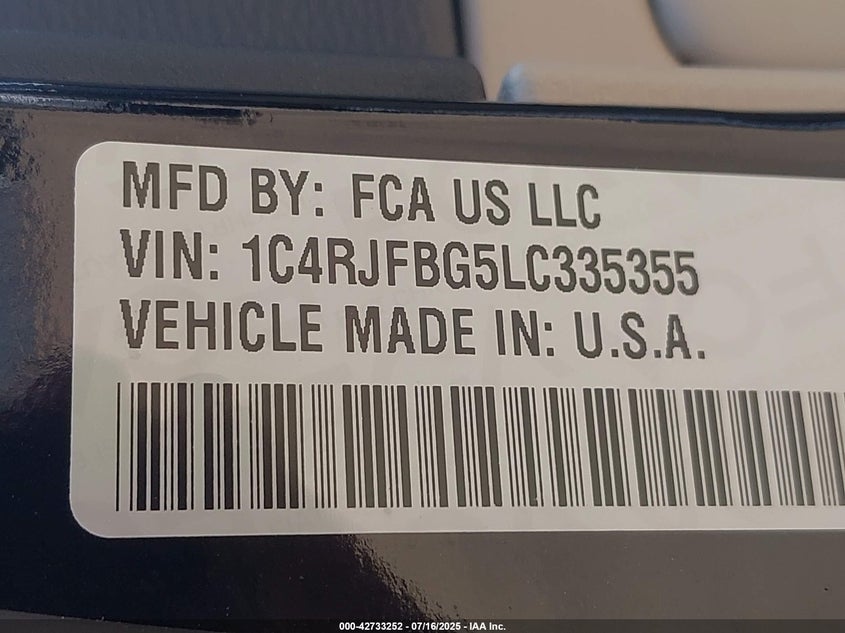 MFD BY: FCA US LLC
VIN: 1C4RJFBG5LC335355
VEHICLE MADE IN: U.S.A.
000-42733252 - 07/16/2025 - IAA Inc.